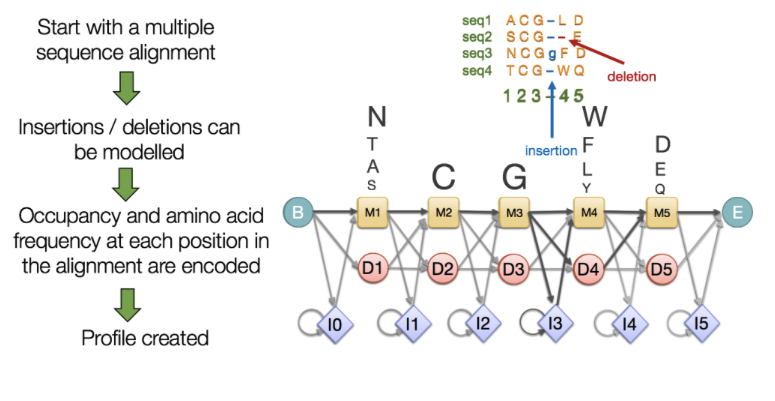 Start with a multiple
sequence alignment
Insertions / deletions can
be modelled
Occupancy and amino acid
frequency at each position in
the alignment are encoded
Profile created
seq1 A C G – L D
seq2 S C G – – E
seq3 N C G g F D
seq4 T C G – W Q
1 2 3 – 4 5
deletion
insertion
N
T
A
S
C
G
W
F
L
Y
D
E
Q
B M1 M2 M3 M4 M5 E
D1 D2 D3 D4 D5
I0 I1 I2 I3 I4 I5